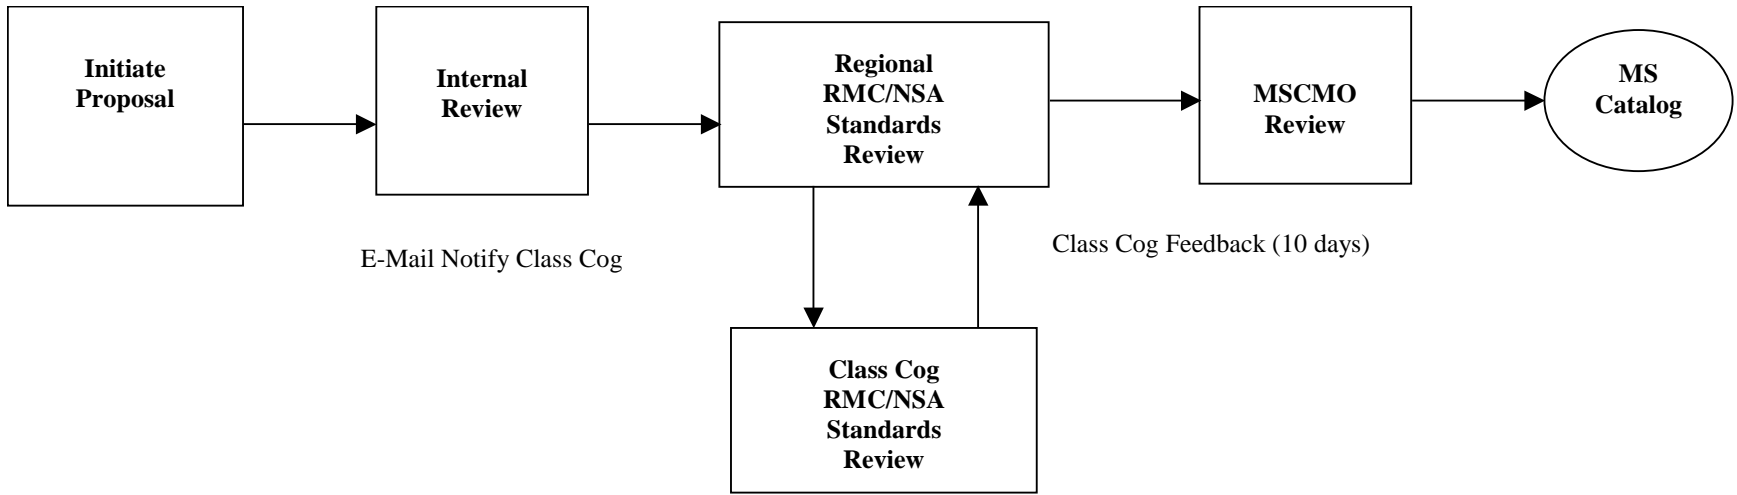 Initiate
Proposal
Internal
Review
Regional
RMC/NSA
Standards
Review
MSCMO
Review
MS
Catalog
E-Mail Notify Class Cog
Class Cog Feedback (10 days)
Class Cog
RMC/NSA
Standards
Review